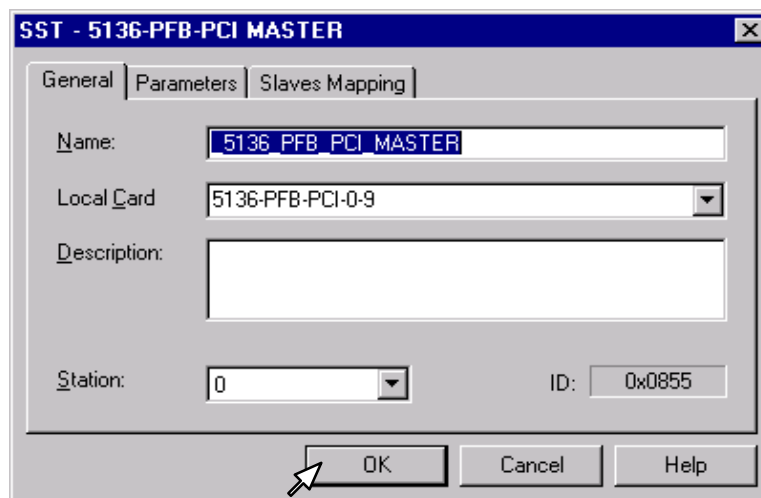 SST - 5136-PFB-PCI MASTER
General Parameters Slaves Mapping
Name: _5136_PFB_PCI_MASTER
Local Card 5136-PFB-PCI-0-9
Description:
Station: 0 ID: 0x0855
OK Cancel Help